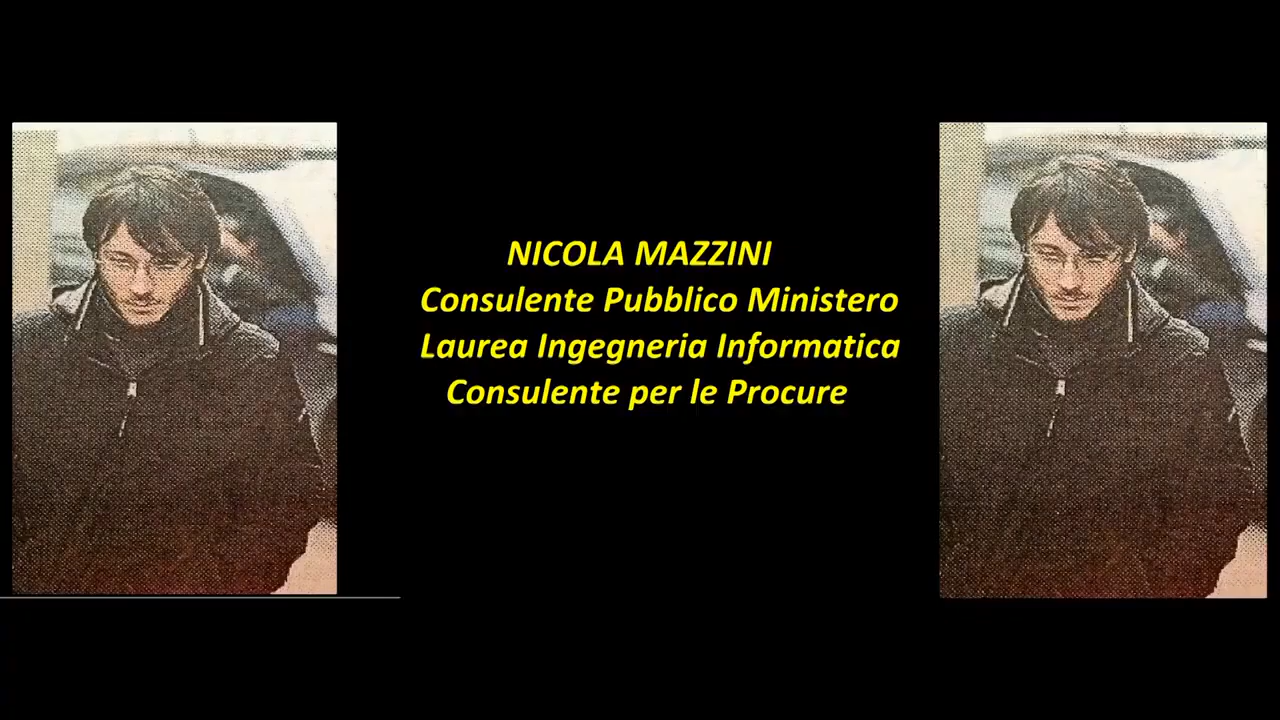 NICOLA MAZZINI
Consulente Pubblico Ministero
Laurea Ingegneria Informatica
Consulente per le Procure